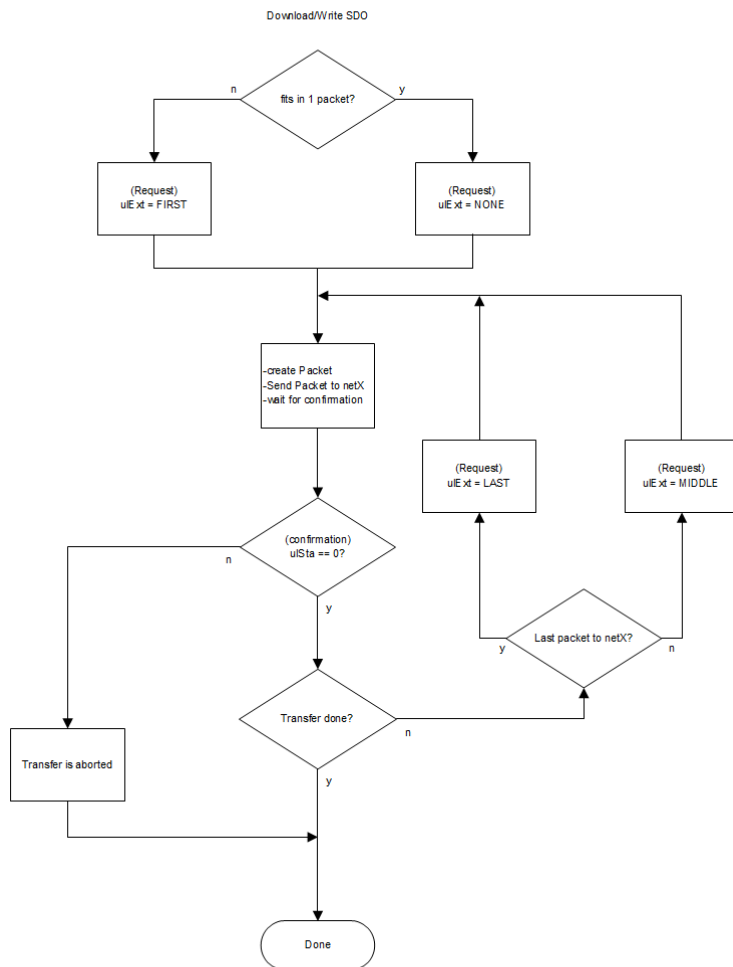 Download/Write SDO
fits in 1 packet?
n
y
(Request)
ulExt = FIRST
(Request)
ulExt = NONE
-create Packet
-Send Packet to netX
-wait for confirmation
(Request)
ulExt = LAST
(Request)
ulExt = MIDDLE
(confirmation)
ulSta == 0?
n
y
Last packet to netX?
y
n
Transfer done?
n
y
Transfer is aborted
Done